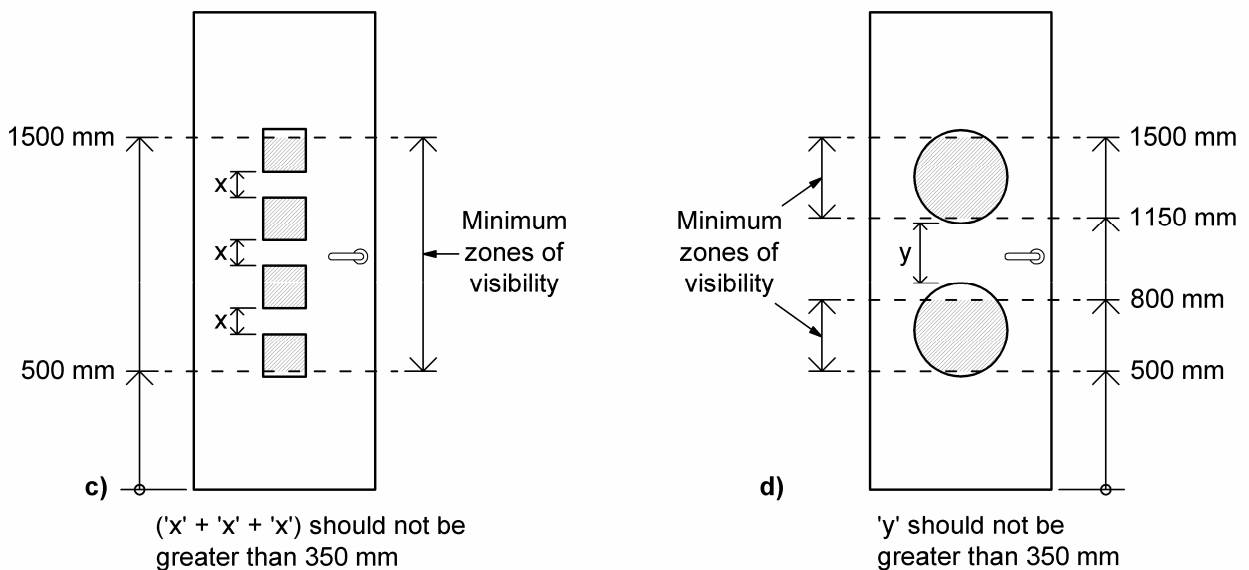 1500 mm
x
x
x
500 mm
Minimum
zones of
visibility
c)
('x' + 'x' + 'x') should not be
greater than 350 mm
Minimum
zones of
visibility
y
1500 mm
1150 mm
800 mm
500 mm
d)
'y' should not be
greater than 350 mm